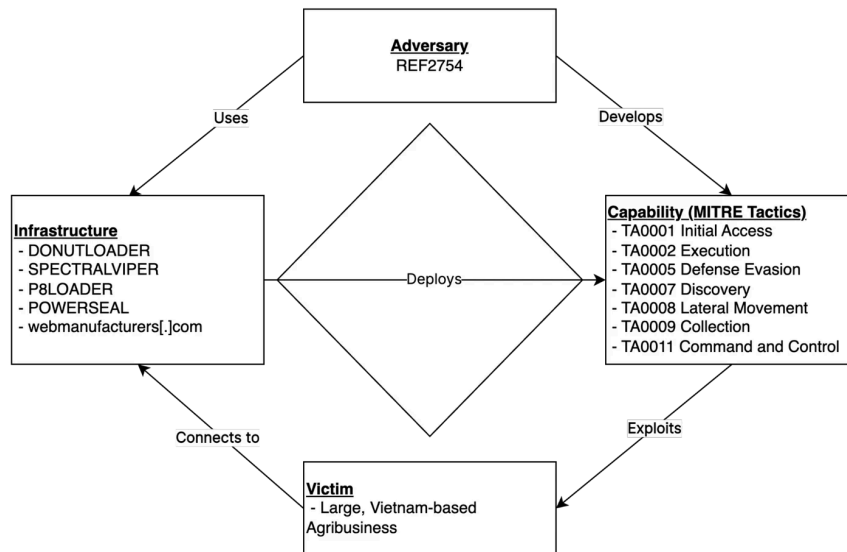 Adversary
REF2754
Uses
Develops
Infrastructure
- DONUTLOADER
- SPECTRALVIPER
- P8LOADER
- POWERSEAL
- webmanufacturers[.]com
Deploys
Capability (MITRE Tactics)
- TA0001 Initial Access
- TA0002 Execution
- TA0005 Defense Evasion
- TA0007 Discovery
- TA0008 Lateral Movement
- TA0009 Collection
- TA0011 Command and Control
Connects to
Exploits
Victim
- Large, Vietnam-based
Agribusiness